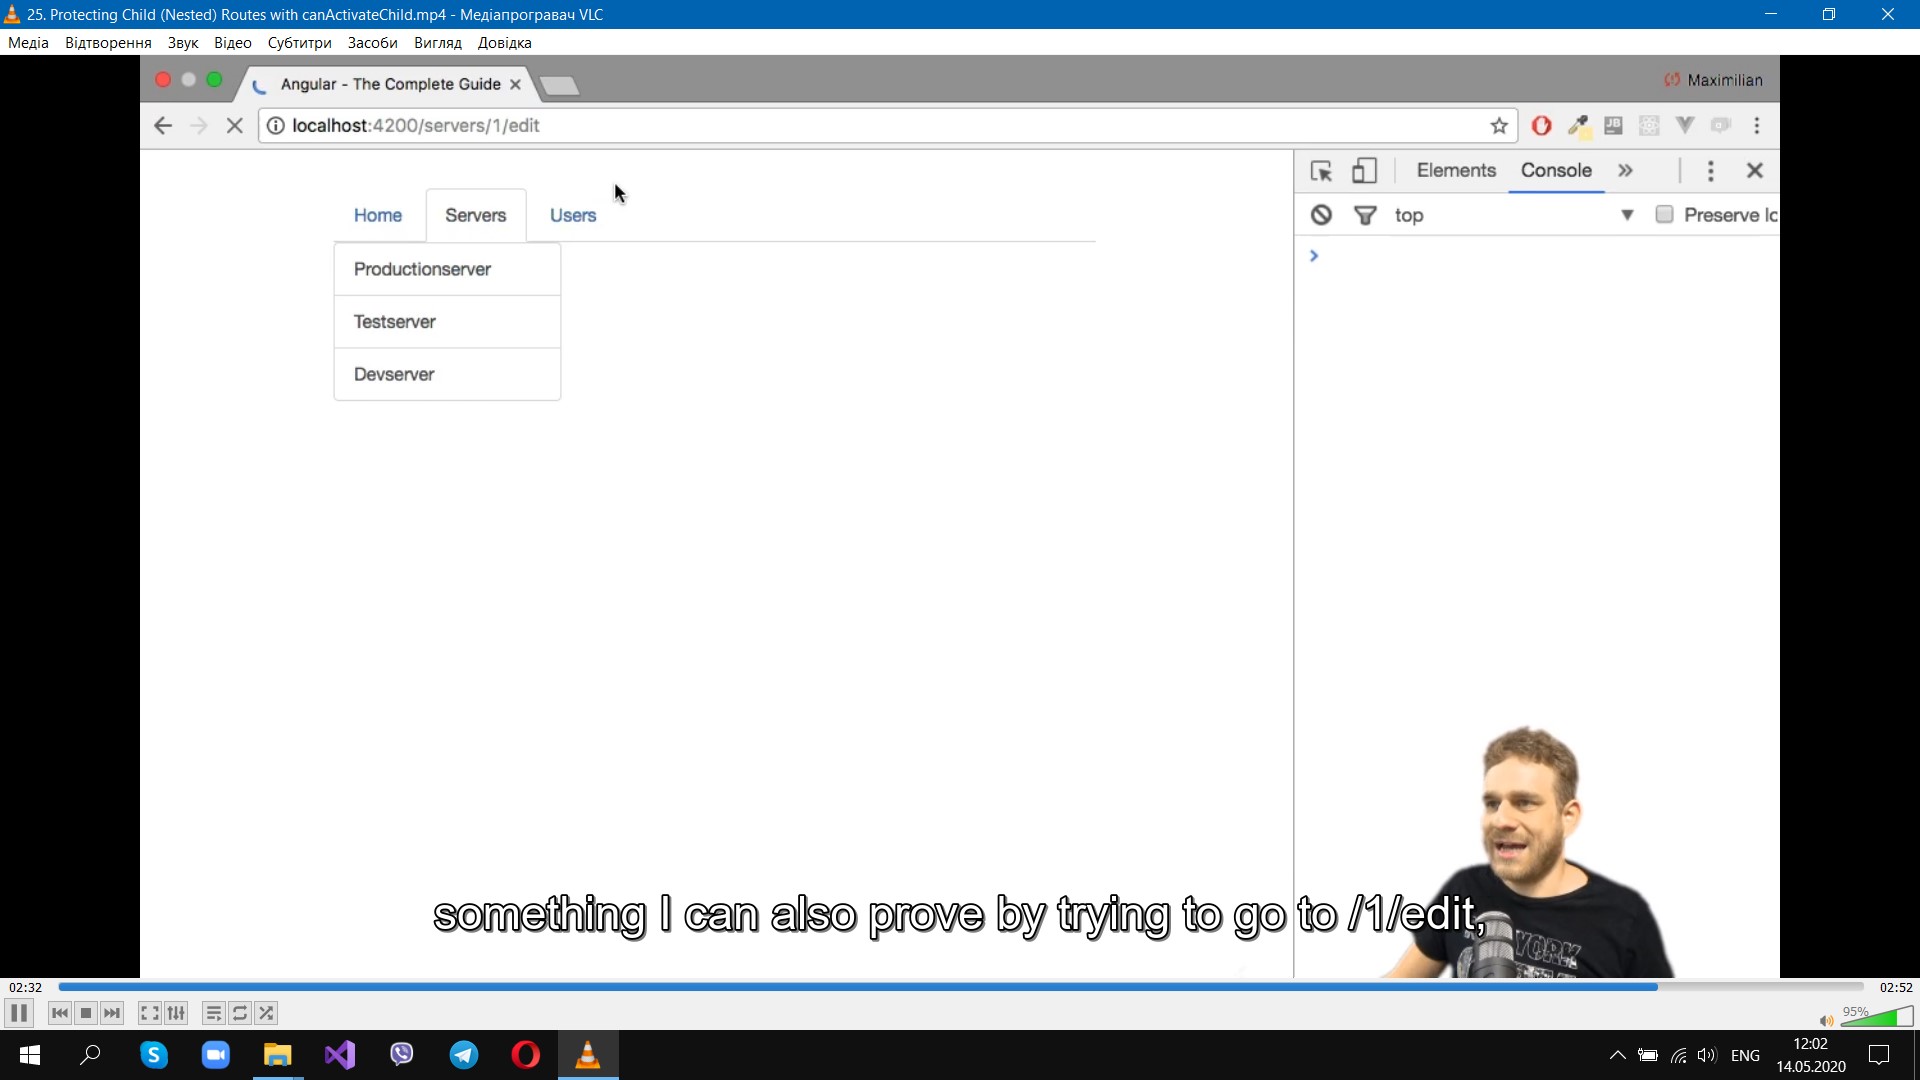 25. Protecting Child (Nested) Routes with canActivateChild.mp4 - Медіапрогравач VLC
Медіа Відтворення Звук Відео Субтитри Засоби Вигляд Довідка
Angular - The Complete Guide
Maximilian
localhost:4200/servers/1/edit
JB
Elements Console
Home Servers Users
top
Preserve lo
Productionserver
Testserver
Devserver
something I can also prove by trying to go to /1/edit,
02:32
02:52
95%
ENG
12:02
14.05.2020